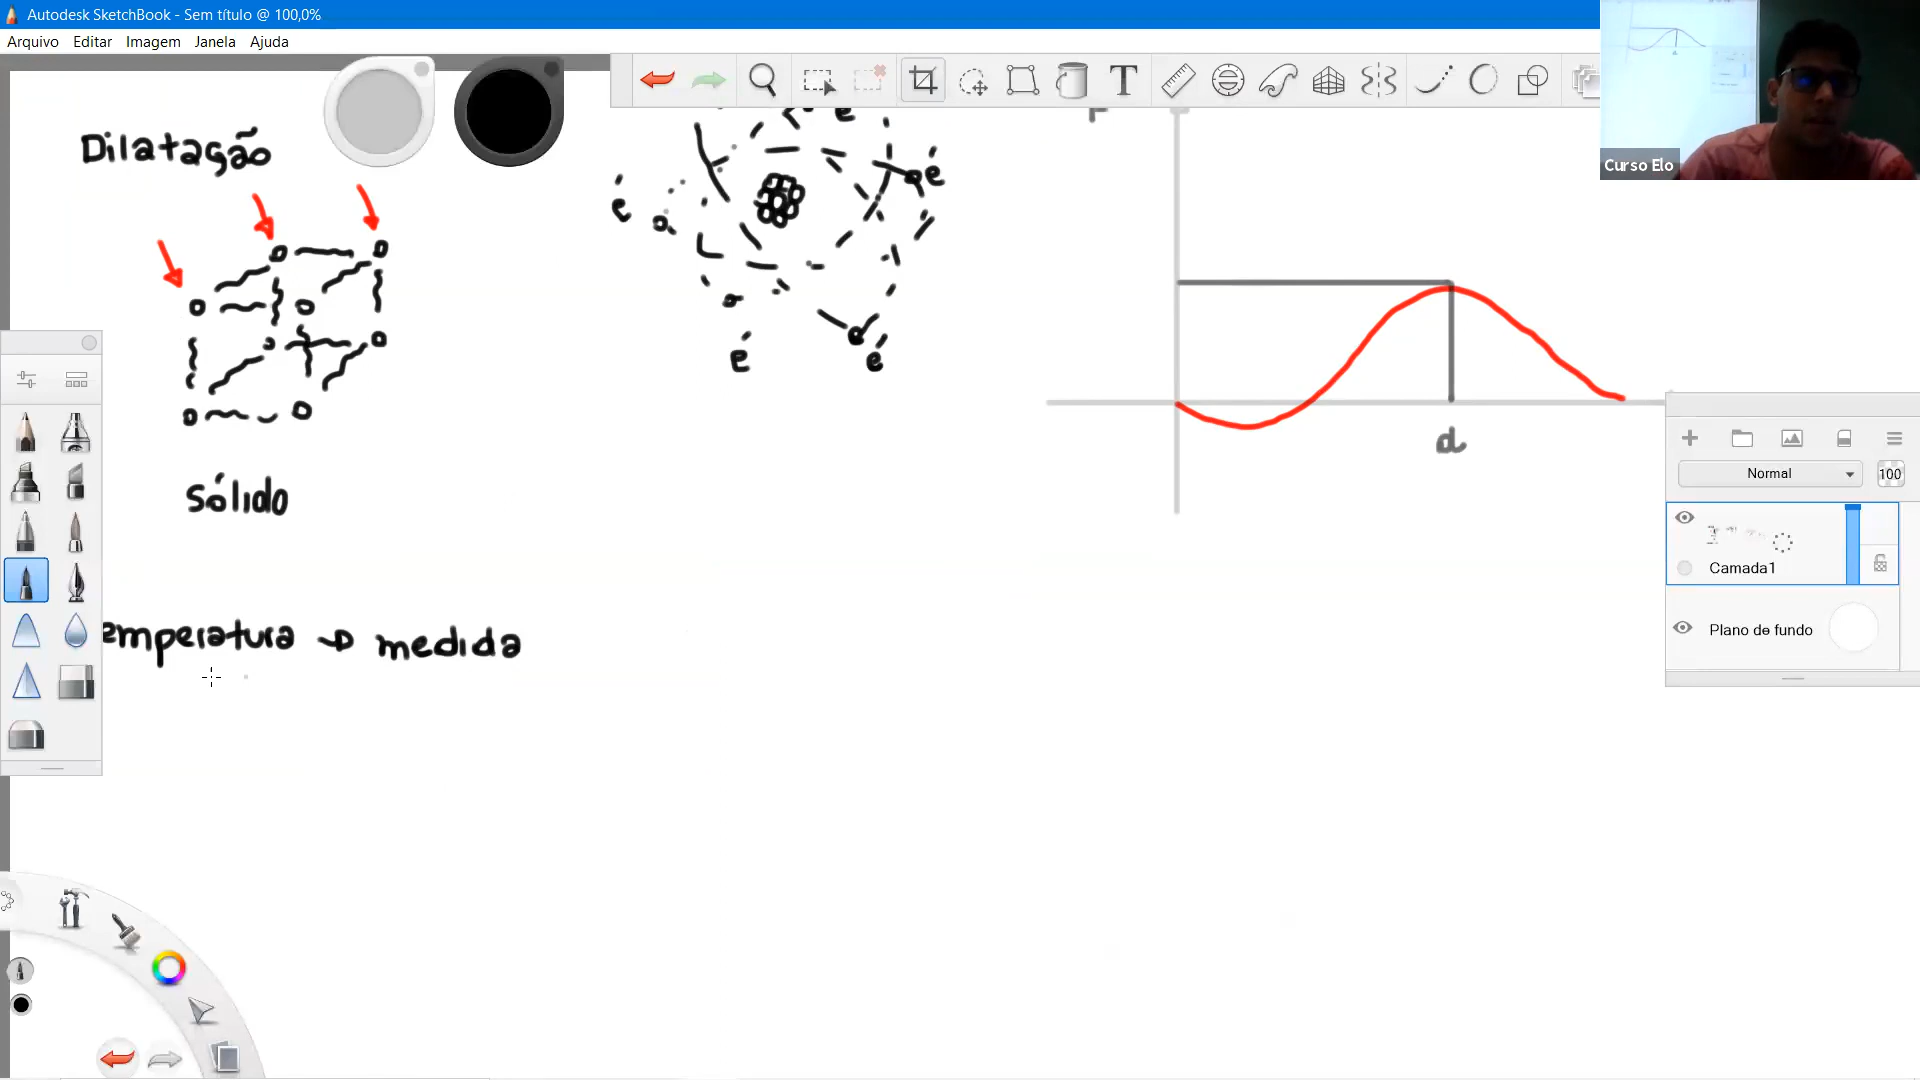 Autodesk SketchBook - Sem título @ 100,0%
Arquivo Editar Imagem Janela Ajuda
T
Curso Elo
Dilatação
é
é
é
é
é
d
Sólido
emperatura → medida
Normal
100
Camada1
Plano de fundo